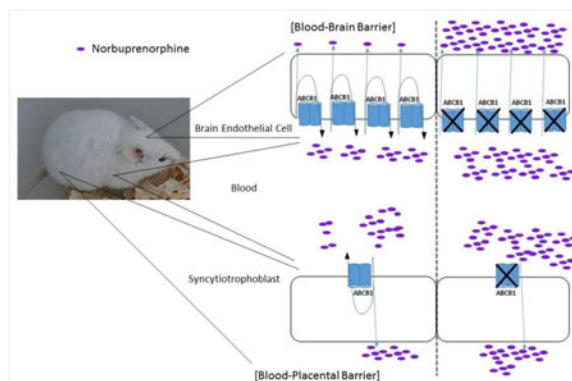 [Blood-Brain Barrier]
Norbuprenorphine
ABCB1 ABCB1 ABCB1 ABCB1
ABCB1 ABCB1 ABCB1 ABCB1
Brain Endothelial Cell
Blood
Syncytiotrophoblast
ABCB1
ABCB1
[Blood-Placental Barrier]